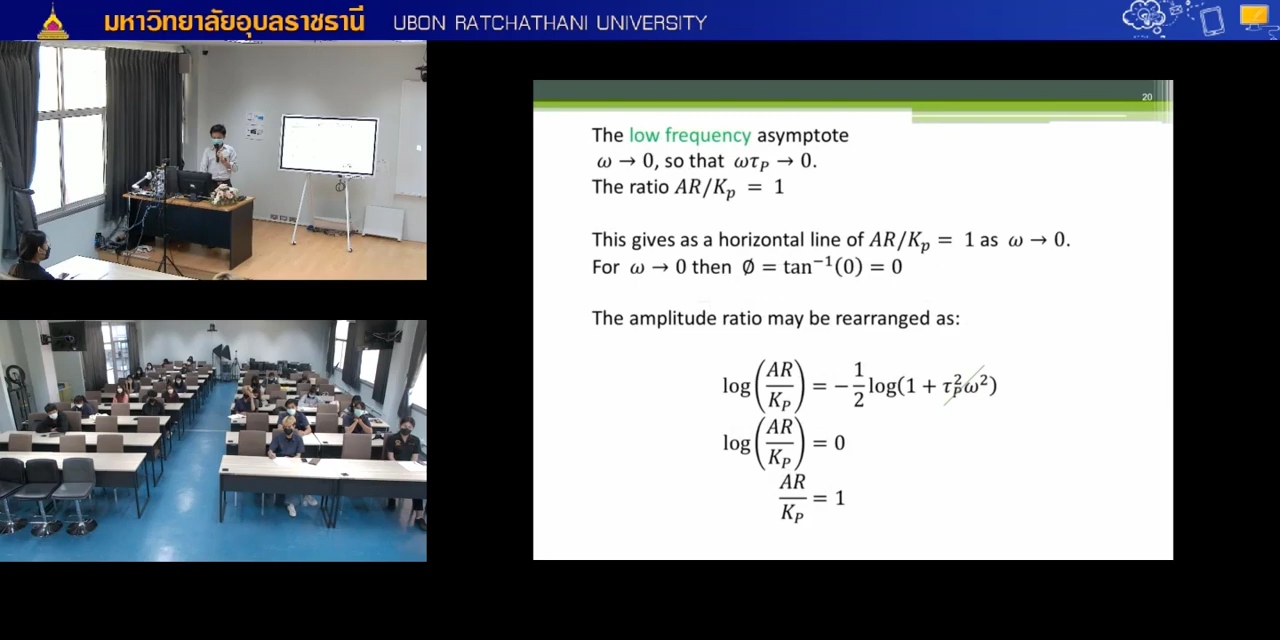 มหาวิทยาลัยอุบลราชธานี UBON RATCHATHANI UNIVERSITY
20
The low frequency asymptote
ω → 0, so that ωτ_P → 0.
The ratio AR/K_p = 1
This gives as a horizontal line of AR/K_p = 1 as ω → 0.
For ω → 0 then Ø = tan⁻¹(0) = 0
The amplitude ratio may be rearranged as:
log(AR/K_P) = −1/2 log(1 + τ_P²ω²)
log(AR/K_P) = 0
AR/K_P = 1